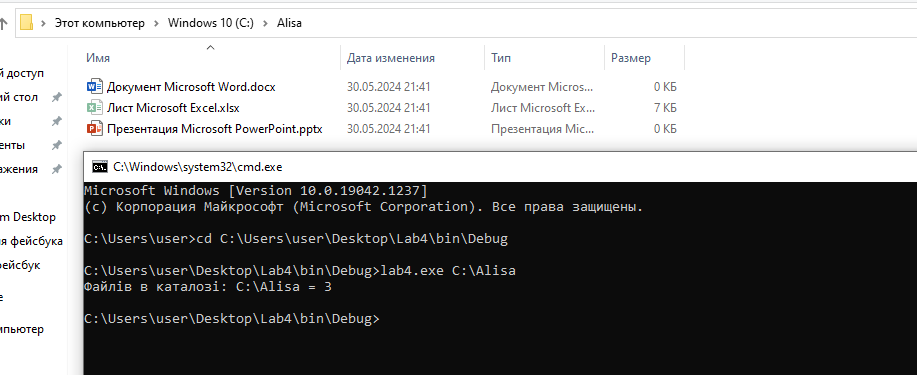 Этот компьютер > Windows 10 (C:) > Alisa
Имя Дата изменения Тип Размер
й доступ
Документ Microsoft Word.docx 30.05.2024 21:41 Документ Micros... 0 КБ
ий стол
Лист Microsoft Excel.xlsx 30.05.2024 21:41 Лист Microsoft Ex... 7 КБ
ки
Презентация Microsoft PowerPoint.pptx 30.05.2024 21:41 Презентация Mic... 0 КБ
енты
ажения
m Desktop
я фейсбука
рейсбук
е
мпьютер
C:\Windows\system32\cmd.exe
Microsoft Windows [Version 10.0.19042.1237]
(c) Корпорация Майкрософт (Microsoft Corporation). Все права защищены.
C:\Users\user>cd C:\Users\user\Desktop\Lab4\bin\Debug
C:\Users\user\Desktop\Lab4\bin\Debug>lab4.exe C:\Alisa
Файлів в каталозі: C:\Alisa = 3
C:\Users\user\Desktop\Lab4\bin\Debug>